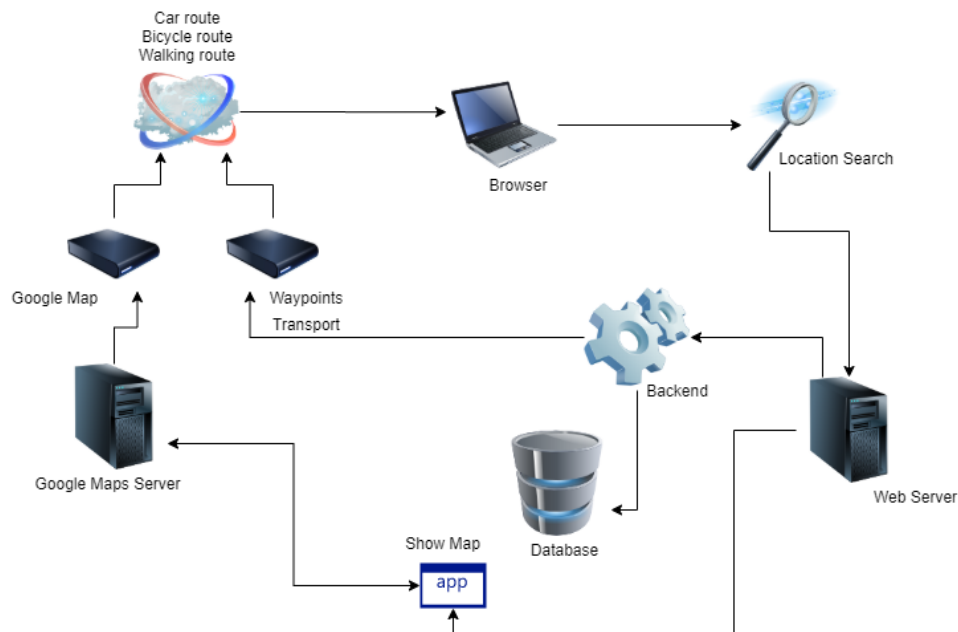 Car route
Bicycle route
Walking route
Browser
Location Search
Google Map
Waypoints
Transport
Backend
Google Maps Server
Web Server
Show Map
Database
app